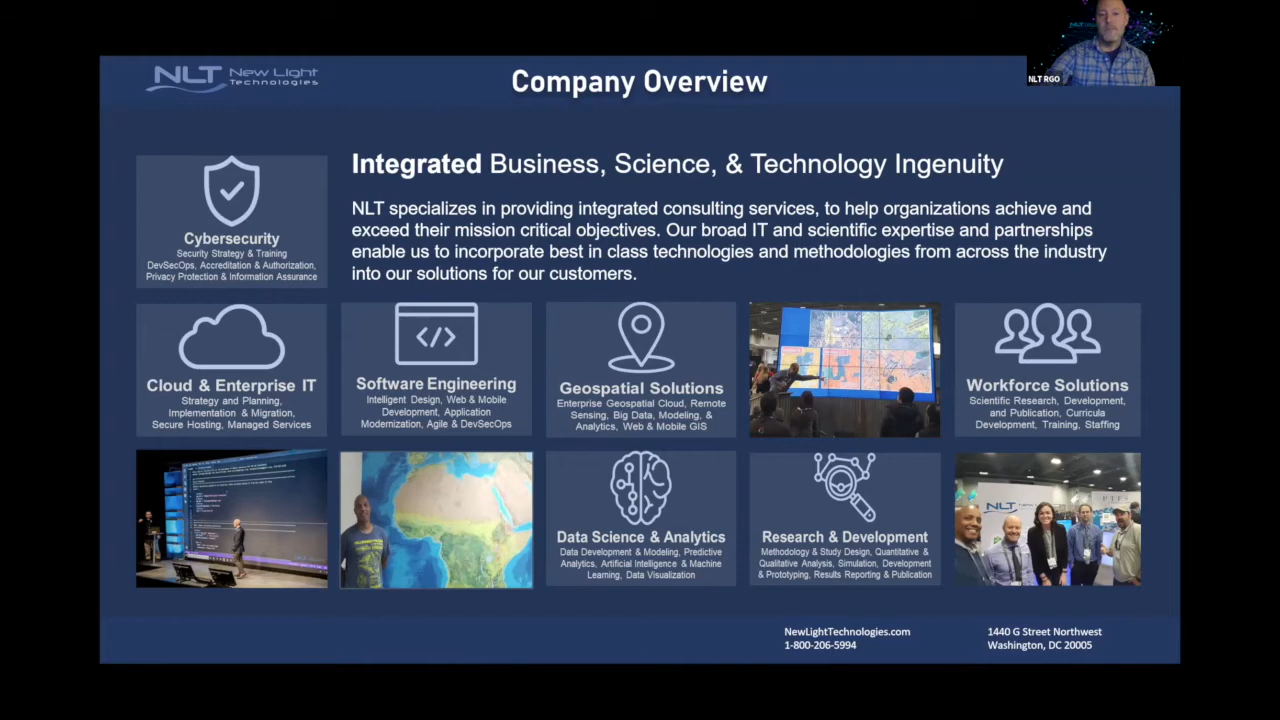 NLT New Light
Technologies
Company Overview
NLT RGO
Integrated Business, Science, & Technology Ingenuity
NLT specializes in providing integrated consulting services, to help organizations achieve and
exceed their mission critical objectives. Our broad IT and scientific expertise and partnerships
enable us to incorporate best in class technologies and methodologies from across the industry
into our solutions for our customers.
Cybersecurity
Security Strategy & Training
DevSecOps, Accreditation & Authorization,
Privacy Protection & Information Assurance
Cloud & Enterprise IT
Strategy and Planning,
Implementation & Migration,
Secure Hosting, Managed Services
</>
Software Engineering
Intelligent Design, Web & Mobile
Development, Application
Modernization, Agile & DevSecOps
Geospatial Solutions
Enterprise Geospatial Cloud, Remote
Sensing, Big Data, Modeling, &
Analytics, Web & Mobile GIS
Workforce Solutions
Scientific Research, Development,
and Publication, Curricula
Development, Training, Staffing
Data Science & Analytics
Data Development & Modeling, Predictive
Analytics, Artificial Intelligence & Machine
Learning, Data Visualization
Research & Development
Methodology & Study Design, Quantitative &
Qualitative Analysis, Simulation, Development
& Prototyping, Results Reporting & Publication
NLT
NewLightTechnologies.com
1-800-206-5994
1440 G Street Northwest
Washington, DC 20005